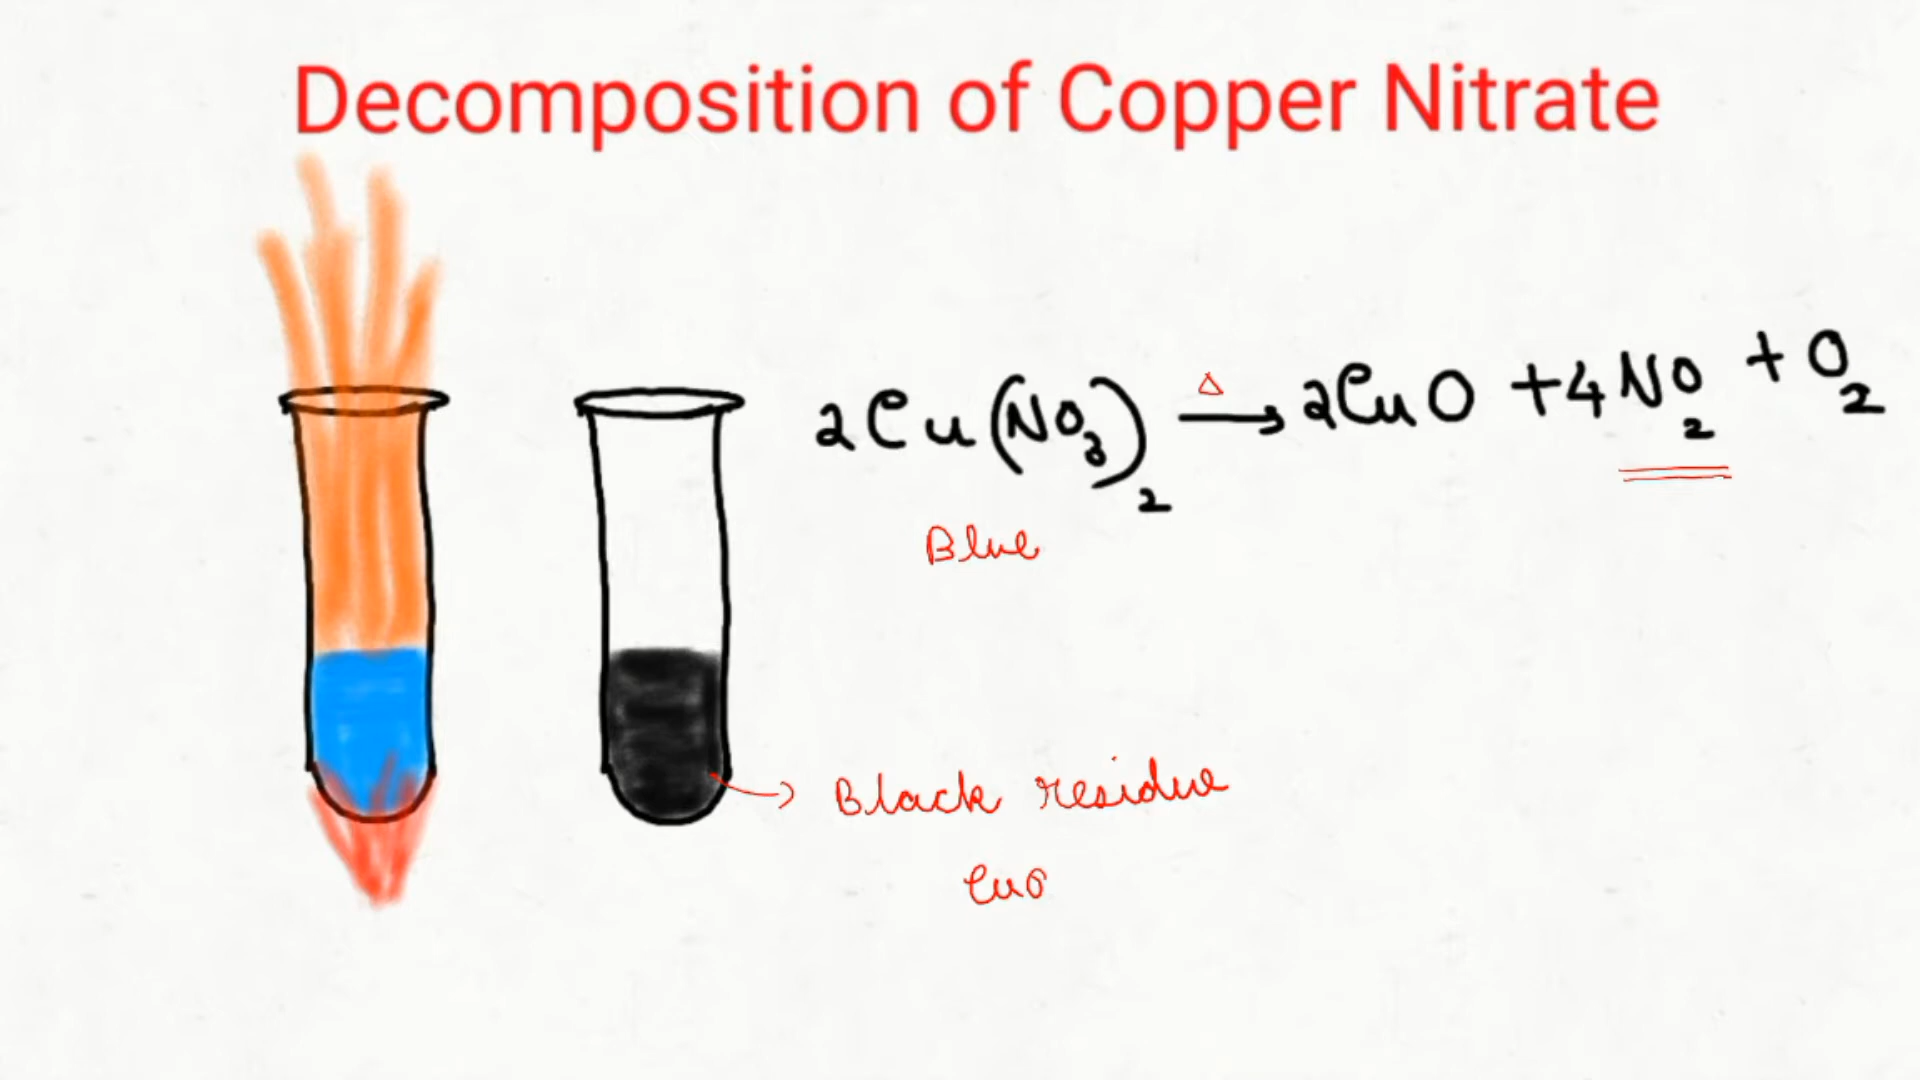 Decomposition of Copper Nitrate
2Cu(NO3)2 Δ→ 2CuO + 4NO2 + O2
Blue
→ Black residue
CuO